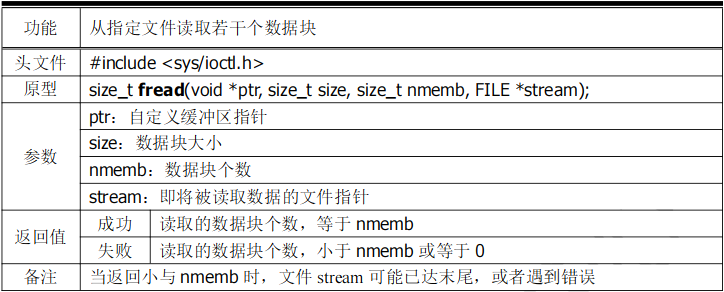 功能 从指定文件读取若干个数据块
头文件 #include <sys/ioctl.h>
原型 size_t fread(void *ptr, size_t size, size_t nmemb, FILE *stream);
参数 ptr：自定义缓冲区指针
size：数据块大小
nmemb：数据块个数
stream：即将被读取数据的文件指针
返回值 成功 读取的数据块个数，等于 nmemb
失败 读取的数据块个数，小于 nmemb 或等于 0
备注 当返回小与 nmemb 时，文件 stream 可能已达末尾，或者遇到错误